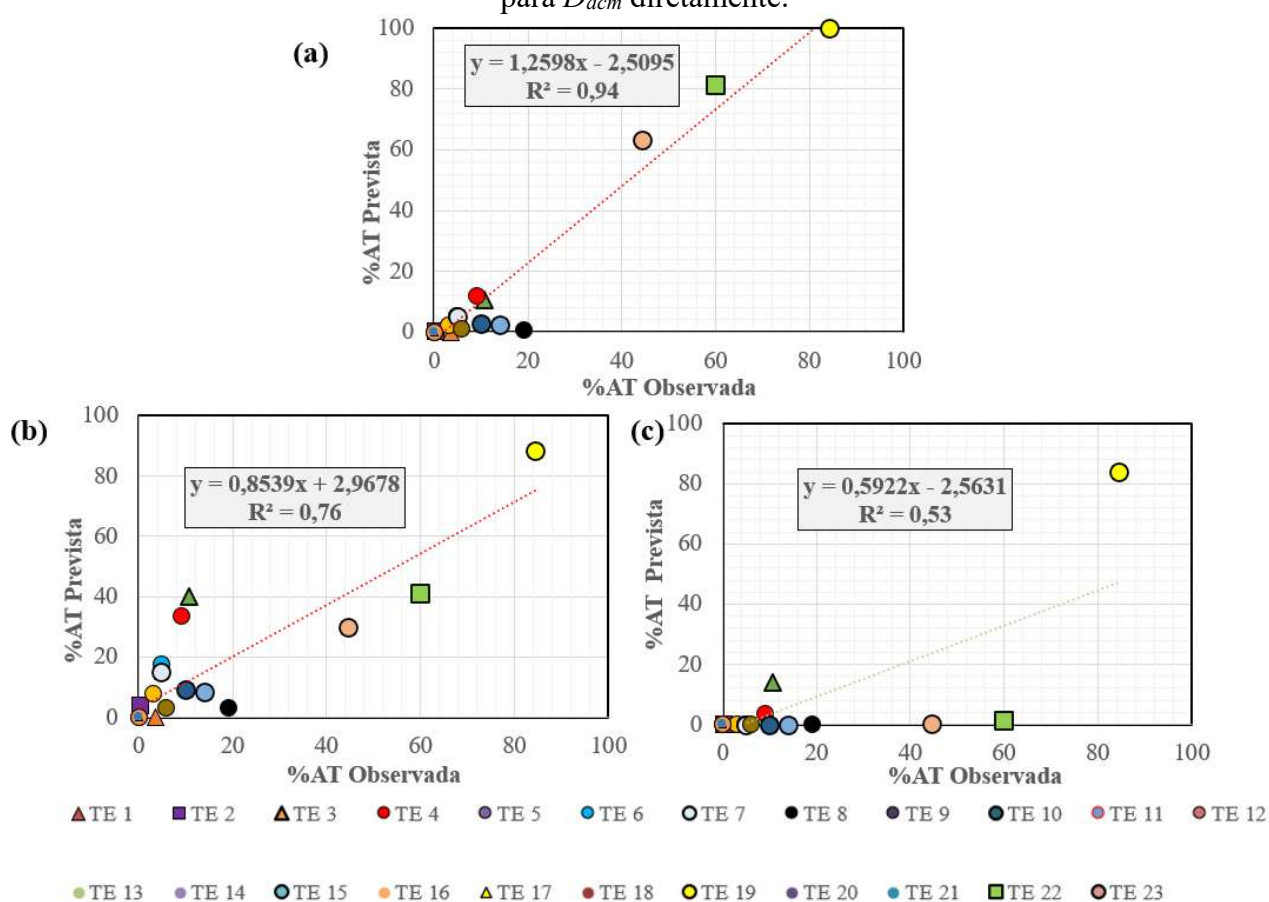 para Dacm diretamente.
(a)
y = 1,2598x - 2,5095
R² = 0,94
100
80
60
40
20
0
%AT Prevista
0 20 40 60 80 100
%AT Observada
(b)
y = 0,8539x + 2,9678
R² = 0,76
100
80
60
40
20
0
%AT Prevista
0 20 40 60 80 100
%AT Observada
(c)
y = 0,5922x - 2,5631
R² = 0,53
100
80
60
40
20
0
%AT Prevista
0 20 40 60 80 100
%AT Observada
TE 1 TE 2 TE 3 TE 4 TE 5 TE 6 TE 7 TE 8 TE 9 TE 10 TE 11 TE 12
TE 13 TE 14 TE 15 TE 16 TE 17 TE 18 TE 19 TE 20 TE 21 TE 22 TE 23